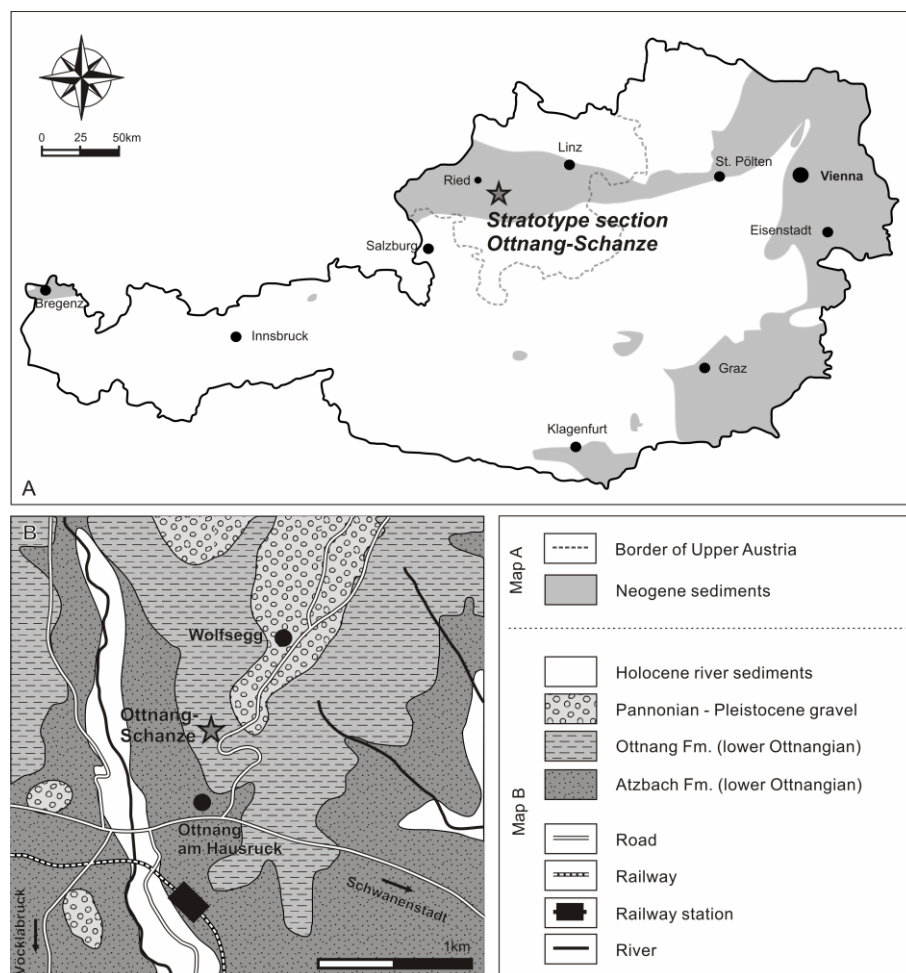 0 25 50km
Linz
St. Pölten
Ried
Vienna
Stratotype section
Ottnang-Schanze
Eisenstadt
Salzburg
Bregenz
Innsbruck
Graz
Klagenfurt
A
B
Wolfsegg
Ottnang-
Schanze
Ottnang
am Hausruck
Schwanenstadt
Vöcklabruck
1km
Map A
Border of Upper Austria
Neogene sediments
Map B
Holocene river sediments
Pannonian - Pleistocene gravel
Ottnang Fm. (lower Ottnangian)
Atzbach Fm. (lower Ottnangian)
Road
Railway
Railway station
River